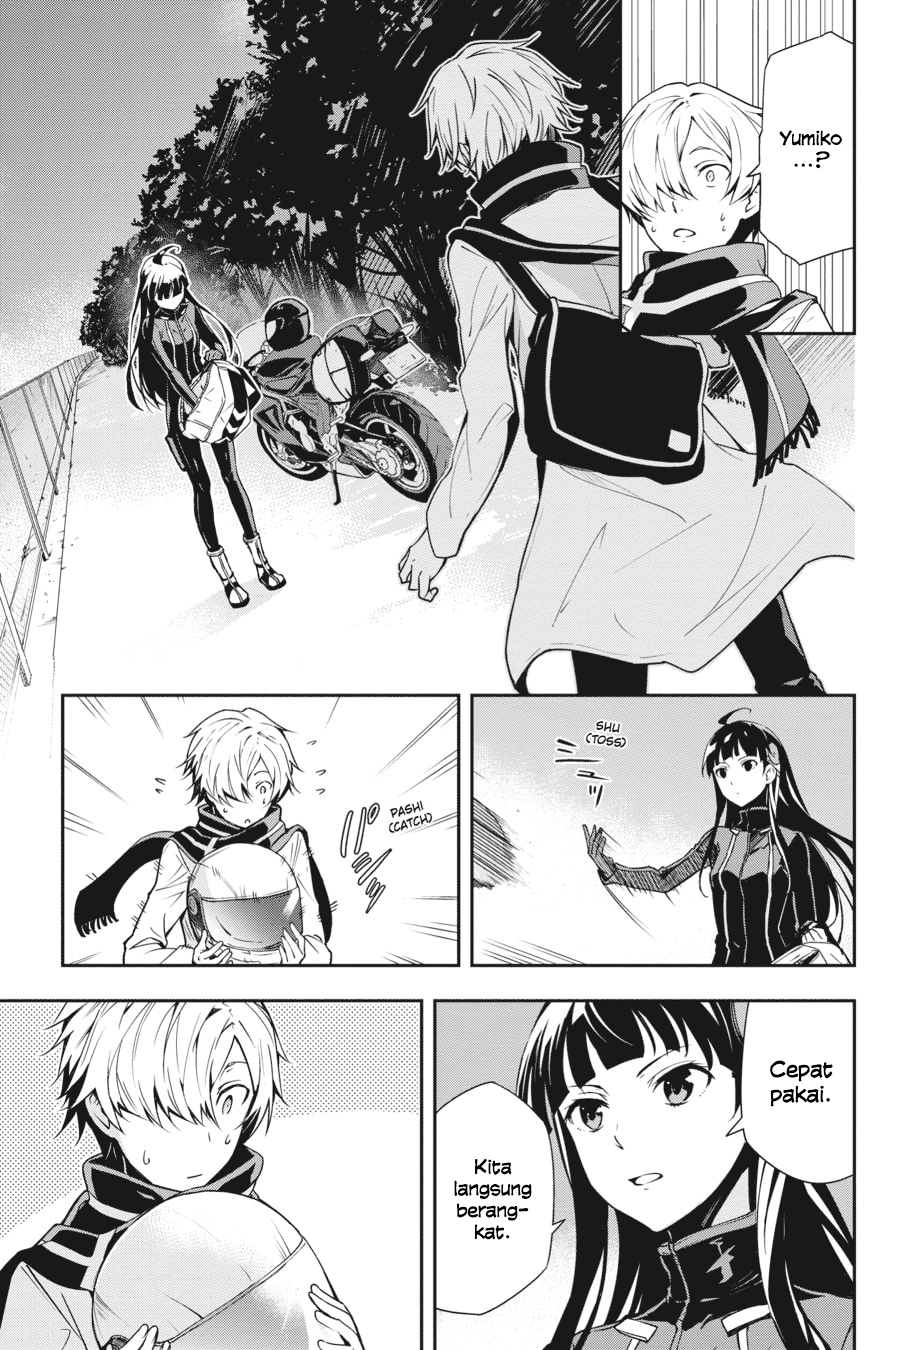 Yumiko
...?
SHU
(TOSS)
PASHI
(CATCH)
Cepat
pakai.
Kita
langsung
berang-
kat.